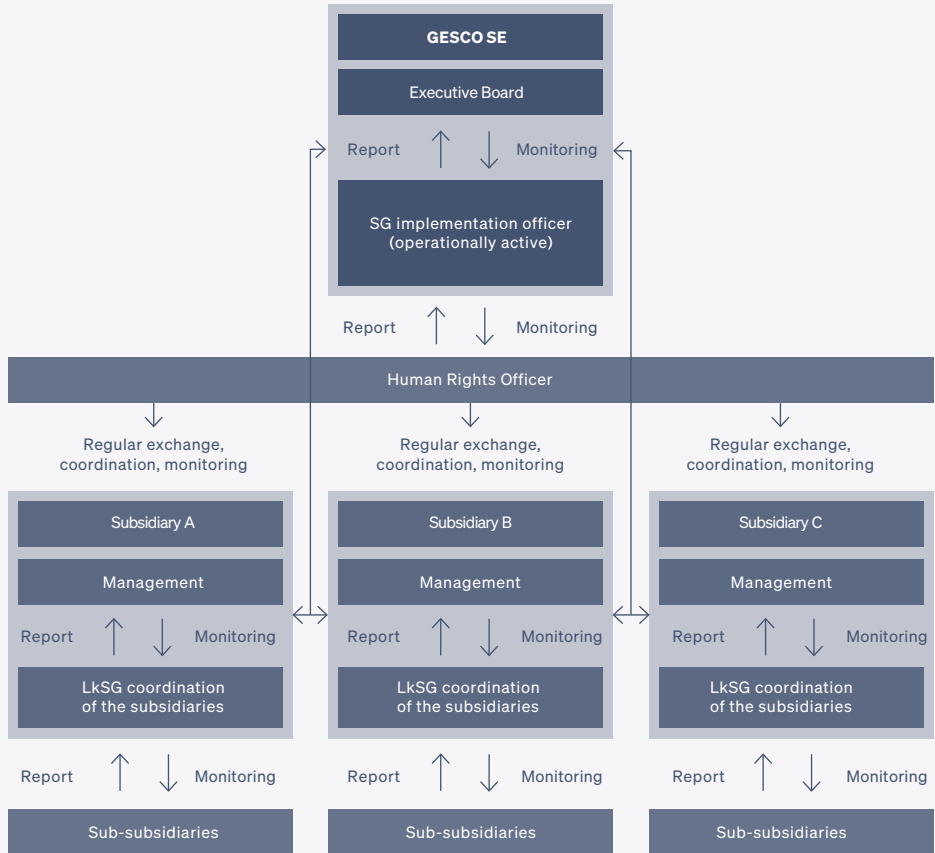 GESCO SE
Executive Board
Report
Monitoring
SG implementation officer
(operationally active)
Report
Monitoring
Human Rights Officer
Regular exchange,
coordination, monitoring
Regular exchange,
coordination, monitoring
Regular exchange,
coordination, monitoring
Subsidiary A
Management
Report
Monitoring
LkSG coordination
of the subsidiaries
Report
Monitoring
Sub-subsidiaries
Subsidiary B
Management
Report
Monitoring
LkSG coordination
of the subsidiaries
Report
Monitoring
Sub-subsidiaries
Subsidiary C
Management
Report
Monitoring
LkSG coordination
of the subsidiaries
Report
Monitoring
Sub-subsidiaries